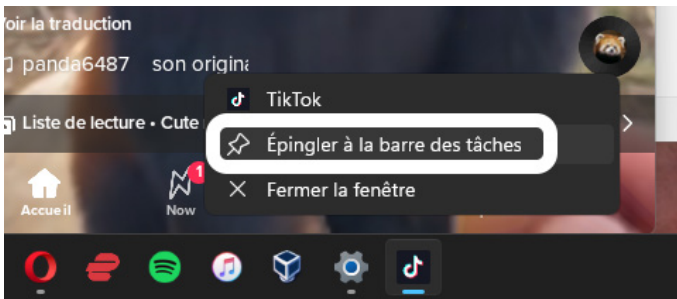 Voir la traduction
♫ panda6487 son origina
TikTok
Liste de lecture • Cute
Épingler à la barre des tâches
1
Fermer la fenêtre
Accueil
Now